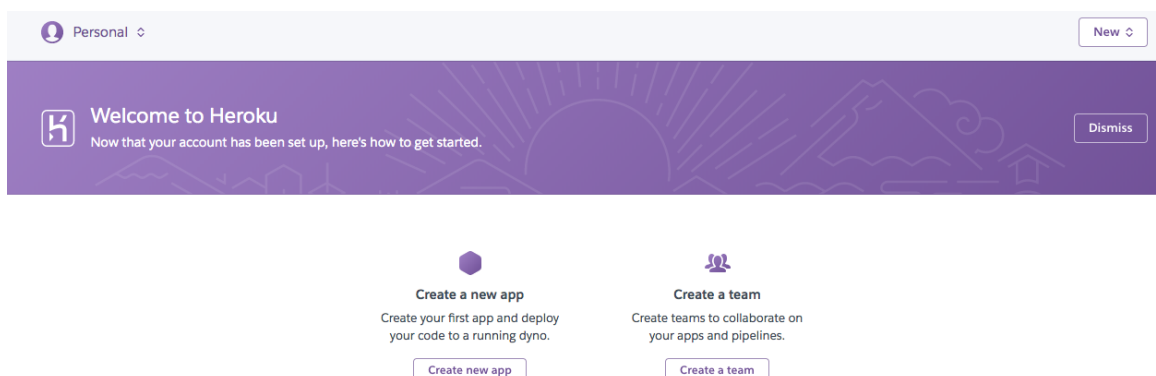 Personal
New
Welcome to Heroku
Now that your account has been set up, here's how to get started.
Dismiss
Create a new app
Create your first app and deploy
your code to a running dyno.
Create new app
Create a team
Create teams to collaborate on
your apps and pipelines.
Create a team